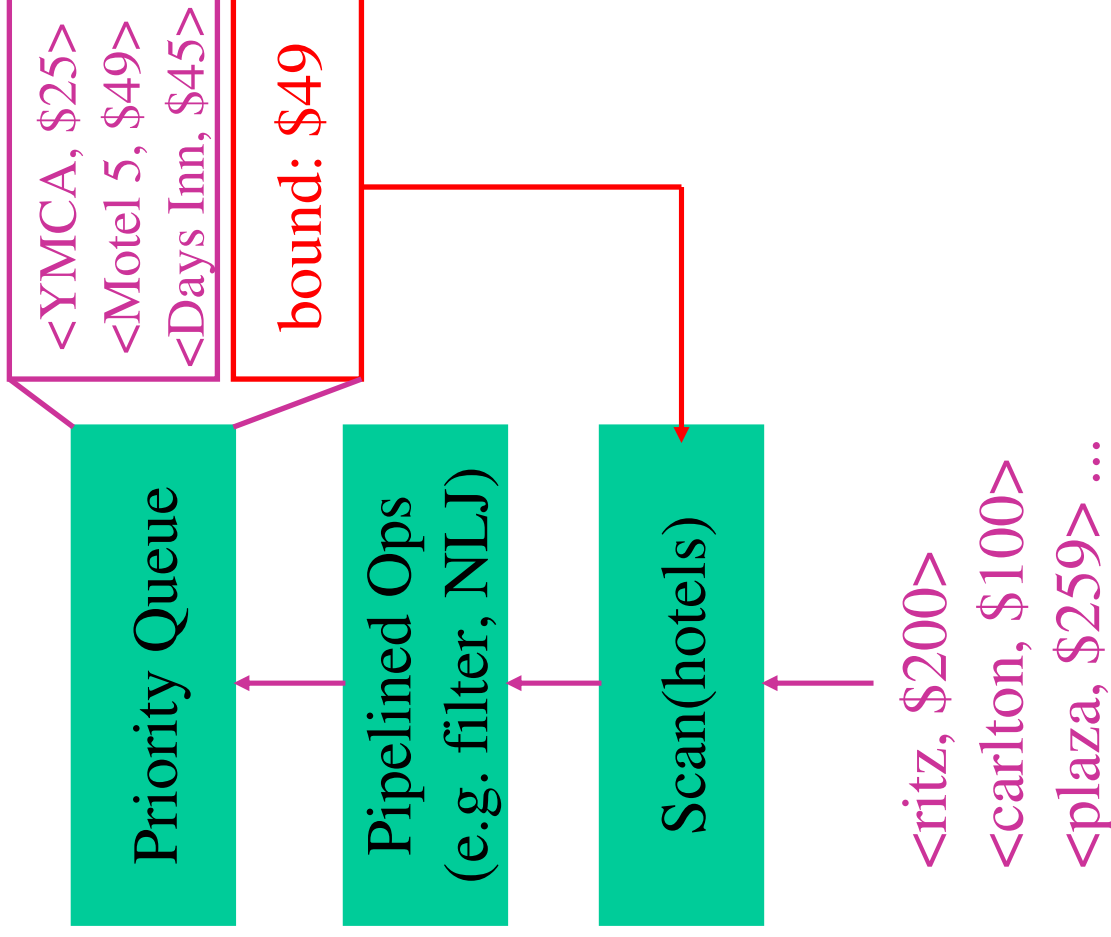 <YMCA, $25>
<Motel 5, $49>
<Days Inn, $45>
bound: $49
Priority Queue
Pipelined Ops
(e.g. filter, NLJ)
Scan(hotels)
<ritz, $200>
<carlton, $100>
<plaza, $259> ...